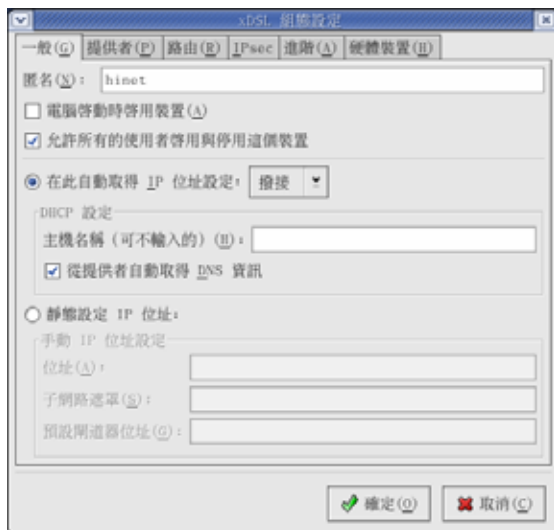 xDSL 組態設定
一般(G) 提供者(P) 路由(R) IPsec 進階(A) 硬體裝置(H)
匿名(N): hinet
電腦啓動時啓用裝置(A)
允許所有的使用者啓用與停用這個裝置
在此自動取得 IP 位址設定: 撥接
DHCP 設定
主機名稱 (可不輸入的) (H):
從提供者自動取得 DNS 資訊
靜態設定 IP 位址:
手動 IP 位址設定
位址(A):
子網路遮罩(S):
預設閘道器位址(G):
確定(O) 取消(C)